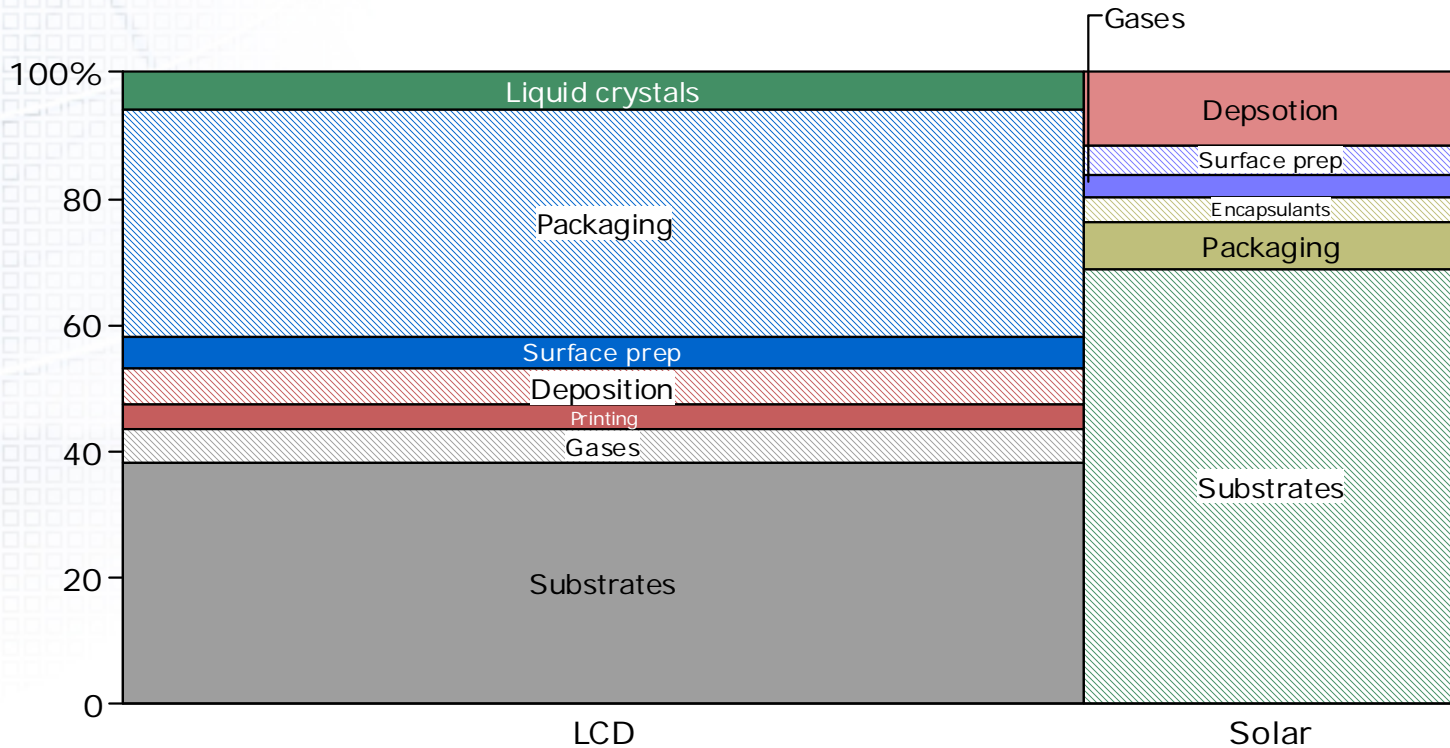 Gases
100%
80
60
40
20
0
Liquid crystals
Packaging
Surface prep
Deposition
Printing
Gases
Substrates
Depsotion
Surface prep
Encapsulants
Packaging
Substrates
LCD
Solar